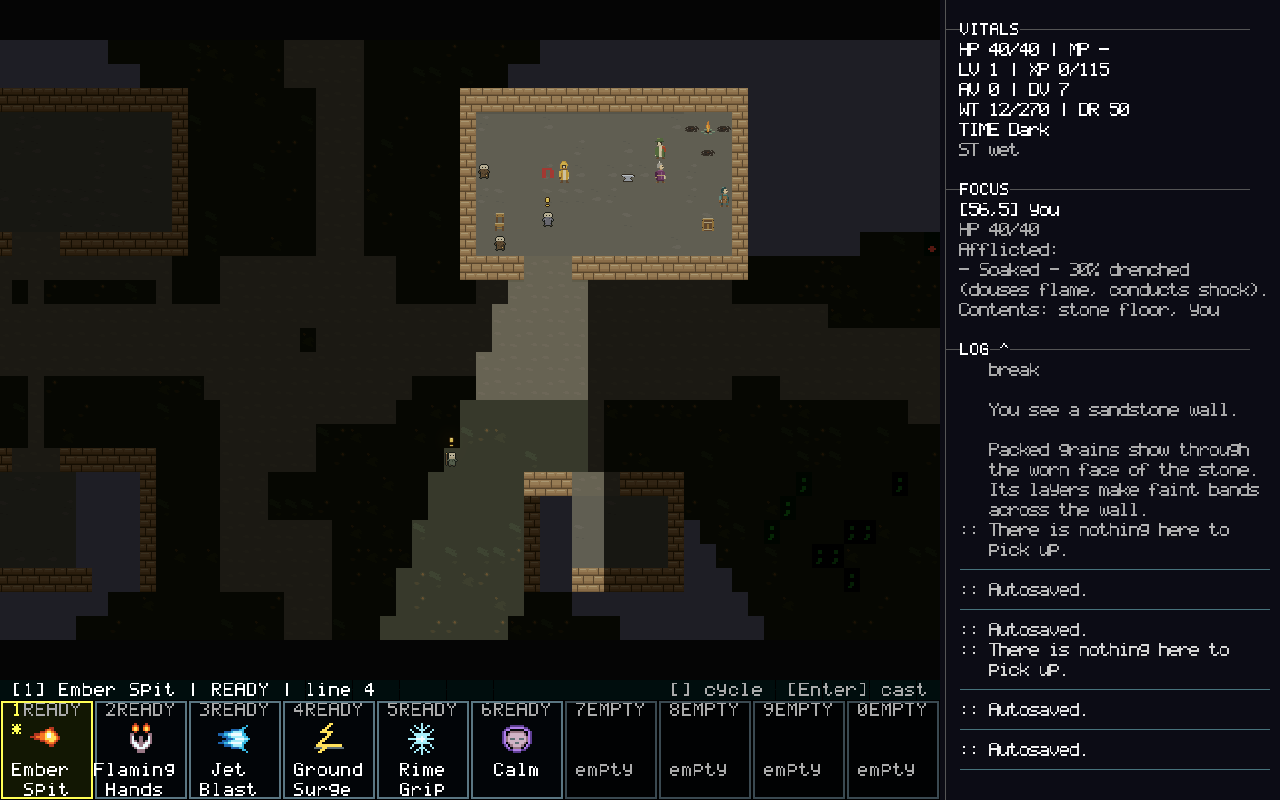 VITALS
HP 40/40 | MP -
LV 1 | XP 0/115
AV 0 | DV 7
WT 12/270 | DR 50
TIME Dark
ST wet
FOCUS
[56,5] You
HP 40/40
Afflicted:
- Soaked - 30% drenched
(douses flame, conducts shock).
Contents: stone floor, You
LOG ^
break
You see a sandstone wall.
Packed grains show through
the worn face of the stone.
Its layers make faint bands
across the wall.
:: There is nothing here to
Pick up.
:: Autosaved.
:: Autosaved.
:: There is nothing here to
Pick up.
:: Autosaved.
:: Autosaved.
[1] Ember Spit | READY | line 4
[] cycle [Enter] cast
1READY 2READY 3READY 4READY 5READY 6READY 7EMPTY 8EMPTY 9EMPTY 0EMPTY
*
Ember Flaming Jet Ground Rime Calm empty empty empty empty
Spit Hands Blast Surge Grip